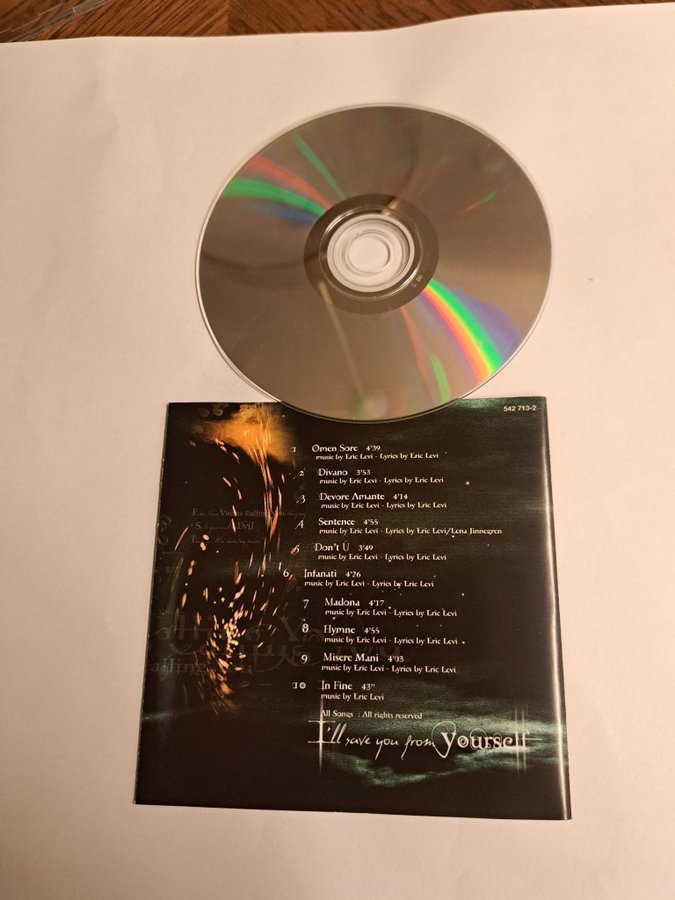 542 713-2
1 Omen Sore 4'39
music by Eric Levi - Lyrics by Eric Levi
2 Divano 3'53
music by Eric Levi - Lyrics by Eric Levi
3 Devore Amante 4'14
music by Eric Levi - Lyrics by Eric Levi
4 Sentence 4'55
music by Eric Levi - Lyrics by Eric Levi/Lena Jinnegren
5 Don't U 3'49
music by Eric Levi - Lyrics by Eric Levi
6 Infanati 4'26
music by Eric Levi - Lyrics by Eric Levi
7 Madona 4'17
music by Eric Levi - Lyrics by Eric Levi
8 Hymne 4'55
music by Eric Levi - Lyrics by Eric Levi
9 Misere Mani 4'03
music by Eric Levi - Lyrics by Eric Levi
10 In Fine 43"
music by Eric Levi
All Songs : All rights reserved
I'll save you from yourself